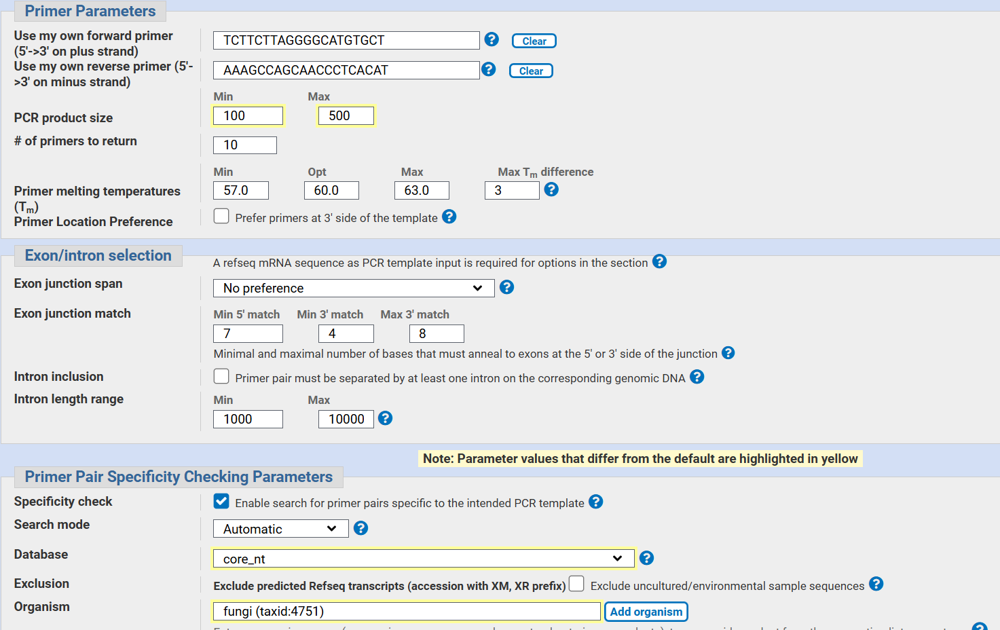 Primer Parameters
Use my own forward primer
(5'->3' on plus strand)
TCTTCTTAGGGGCATGTGCT
? Clear
Use my own reverse primer (5'-
>3' on minus strand)
AAAGCCAGCAACCCTCACAT
? Clear
Min Max
PCR product size 100 500
# of primers to return 10
Min Opt Max Max Tm difference
Primer melting temperatures
(Tm)
57.0 60.0 63.0 3 ?
Primer Location Preference Prefer primers at 3' side of the template ?
Exon/intron selection
A refseq mRNA sequence as PCR template input is required for options in the section ?
Exon junction span No preference ?
Exon junction match Min 5' match Min 3' match Max 3' match
7 4 8
Minimal and maximal number of bases that must anneal to exons at the 5' or 3' side of the junction ?
Intron inclusion Primer pair must be separated by at least one intron on the corresponding genomic DNA ?
Intron length range Min Max
1000 10000 ?
Note: Parameter values that differ from the default are highlighted in yellow
Primer Pair Specificity Checking Parameters
Specificity check Enable search for primer pairs specific to the intended PCR template ?
Search mode Automatic ?
Database core_nt ?
Exclusion Exclude predicted Refseq transcripts (accession with XM, XR prefix) Exclude uncultured/environmental sample sequences ?
Organism fungi (taxid:4751) Add organism